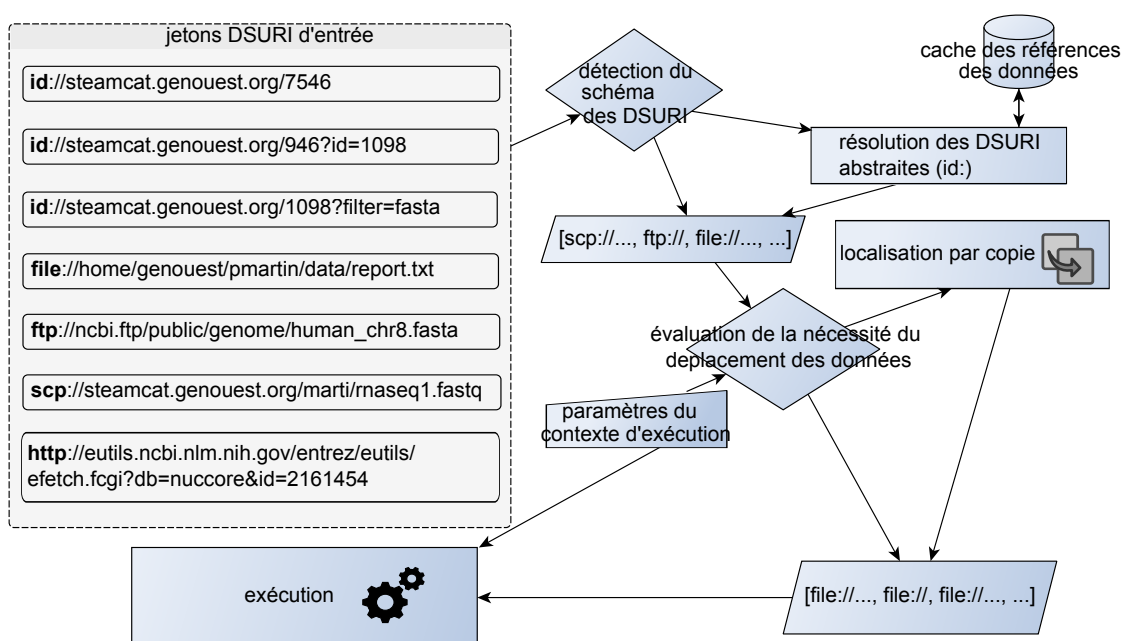 jetons DSURI d'entrée
id://steamcat.genouest.org/7546
id://steamcat.genouest.org/946?id=1098
id://steamcat.genouest.org/1098?filter=fasta
file://home/genouest/pmartin/data/report.txt
ftp://ncbi.ftp/public/genome/human_chr8.fasta
scp://steamcat.genouest.org/marti/rnaseq1.fastq
http://eutils.ncbi.nlm.nih.gov/entrez/eutils/
efetch.fcgi?db=nuccore&id=2161454
détection du
schéma
des DSURI
cache des références
des données
résolution des DSURI
abstraites (id:)
[scp://..., ftp://, file://..., ...]
localisation par copie
évaluation de la nécessité du
deplacement des données
paramètres du
contexte d'exécution
exécution
[file://..., file://, file://..., ...]